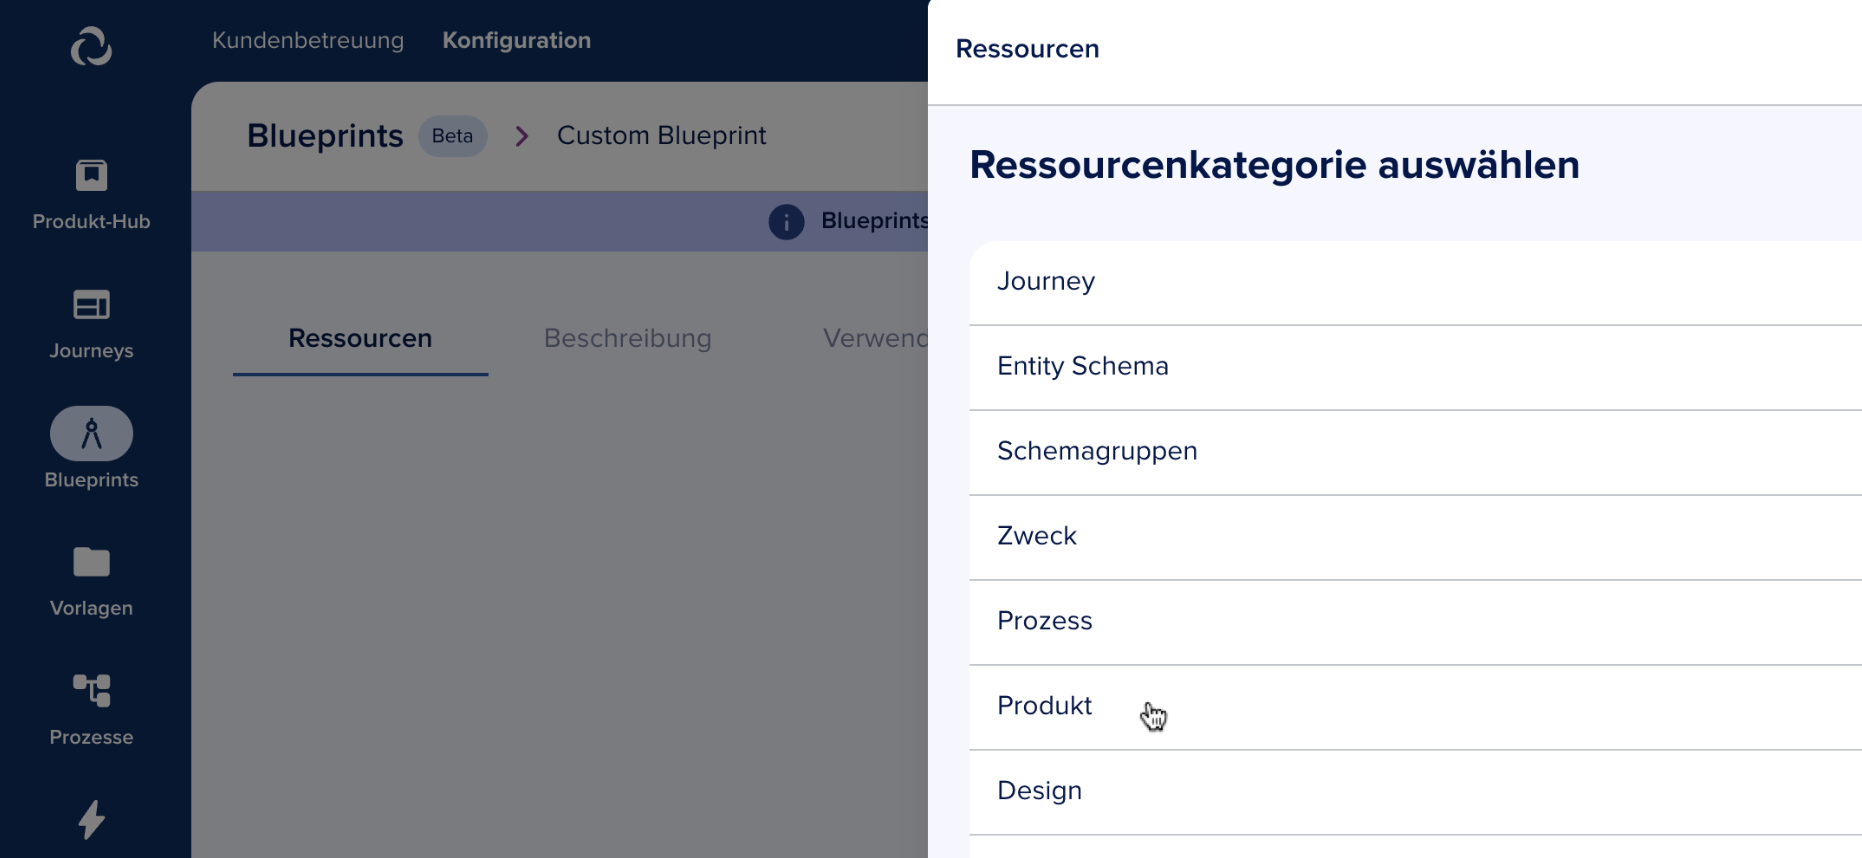 Kundenbetreuung
Konfiguration
Produkt-Hub
Journeys
Blueprints
Vorlagen
Prozesse
Blueprints Beta Custom Blueprint
Blueprints
Ressourcen
Beschreibung
Verwend
Ressourcen
Ressourcenkategorie auswählen
Journey
Entity Schema
Schemagruppen
Zweck
Prozess
Produkt
Design